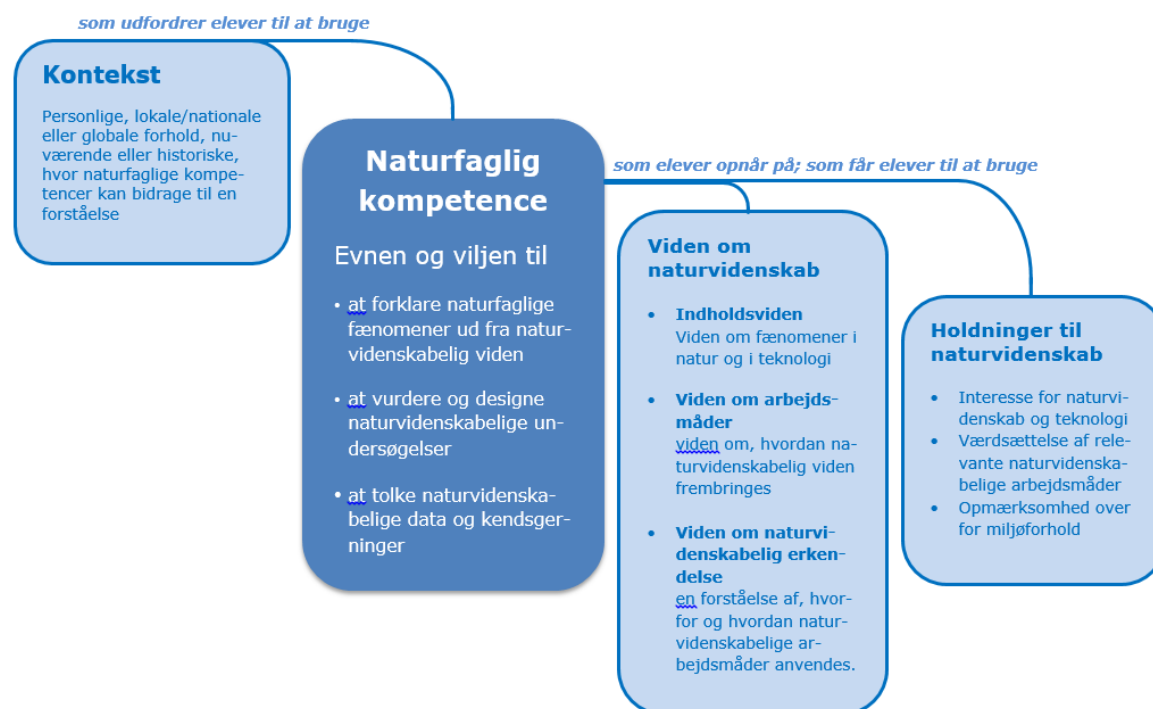 som udfordrer elever til at bruge
Kontekst
Personlige, lokale/nationale
eller globale forhold, nu-
værende eller historiske,
hvor naturfaglige kompe-
tencer kan bidrage til en
forståelse
Naturfaglig
kompetence
Evnen og viljen til
• at forklare naturfaglige
fænomener ud fra natur-
videnskabelig viden
• at vurdere og designe
naturvidenskabelige un-
dersøgelser
• at tolke naturvidenska-
belige data og kendsger-
ninger
som elever opnår på; som får elever til at bruge
Viden om
naturvidenskab
• Indholdsviden
Viden om fænomener i
natur og i teknologi
• Viden om arbejds-
måder
viden om, hvordan na-
turvidenskabelig viden
frembringes
• Viden om naturvi-
denskabelig erken-
delse
en forståelse af, hvor-
for og hvordan natur-
videnskabelige ar-
bejdsmåder anvendes.
Holdninger til
naturvidenskab
• Interesse for naturvi-
denskab og teknologi
• Værdsættelse af rele-
vante naturvidenska-
belige arbejdsmåder
• Opmærksomhed over
for miljøforhold